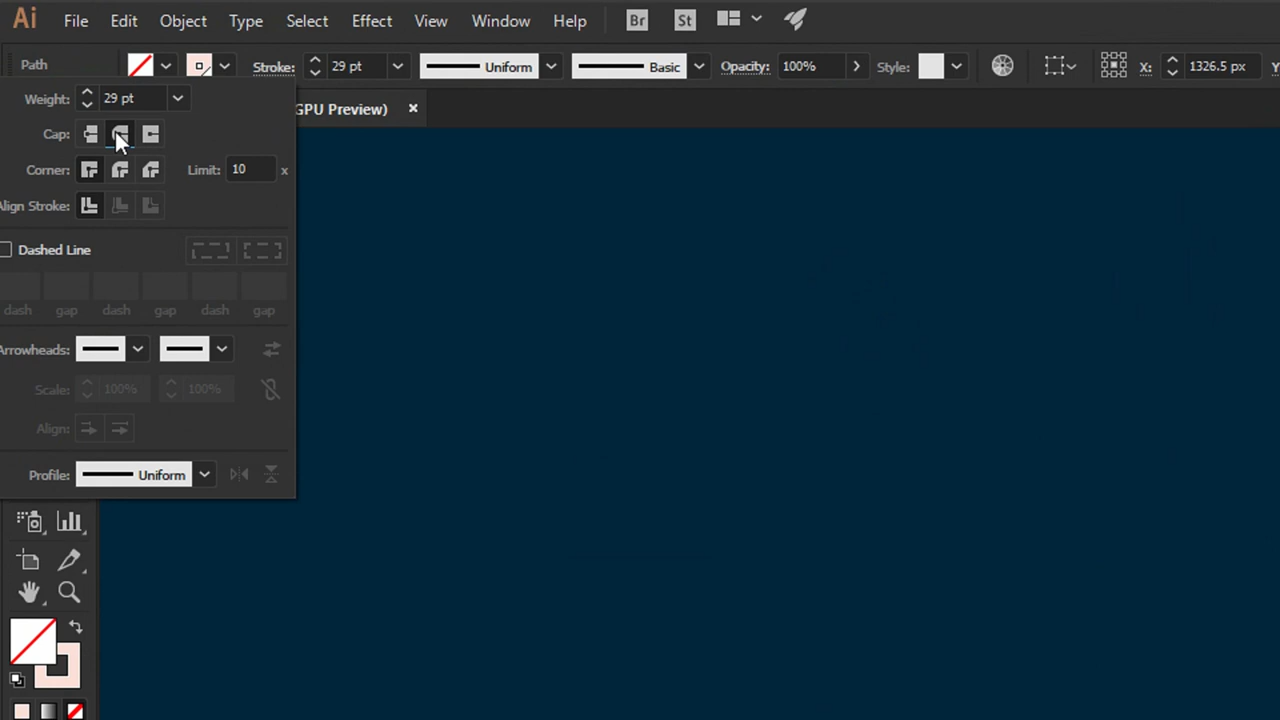 Ai File Edit Object Type Select Effect View Window Help Br St
Path Stroke: 29 pt Uniform Basic Opacity: 100% Style: X: 1326.5 px Y
Weight: 29 pt
GPU Preview) ×
Cap:
Corner: Limit: 10 x
Align Stroke:
Dashed Line
dash gap dash gap dash gap
Arrowheads:
Scale: 100% 100%
Align:
Profile: Uniform